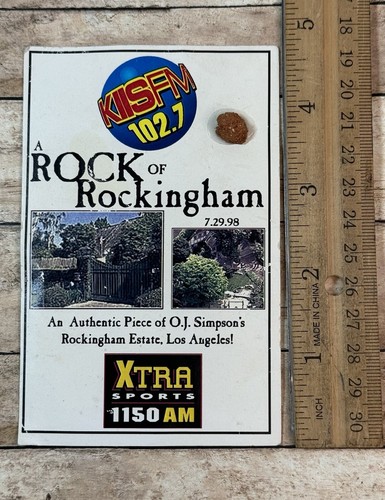 KIISFM
102.7
A
ROCK OF
Rockingham
7.29.98
An Authentic Piece of O.J. Simpson's
Rockingham Estate, Los Angeles!
XTRA
SPORTS
1150 AM
5
4
3
2
1
INCH
MADE IN CHINA
18
19
20
21
22
23
24
25
26
27
28
29
30